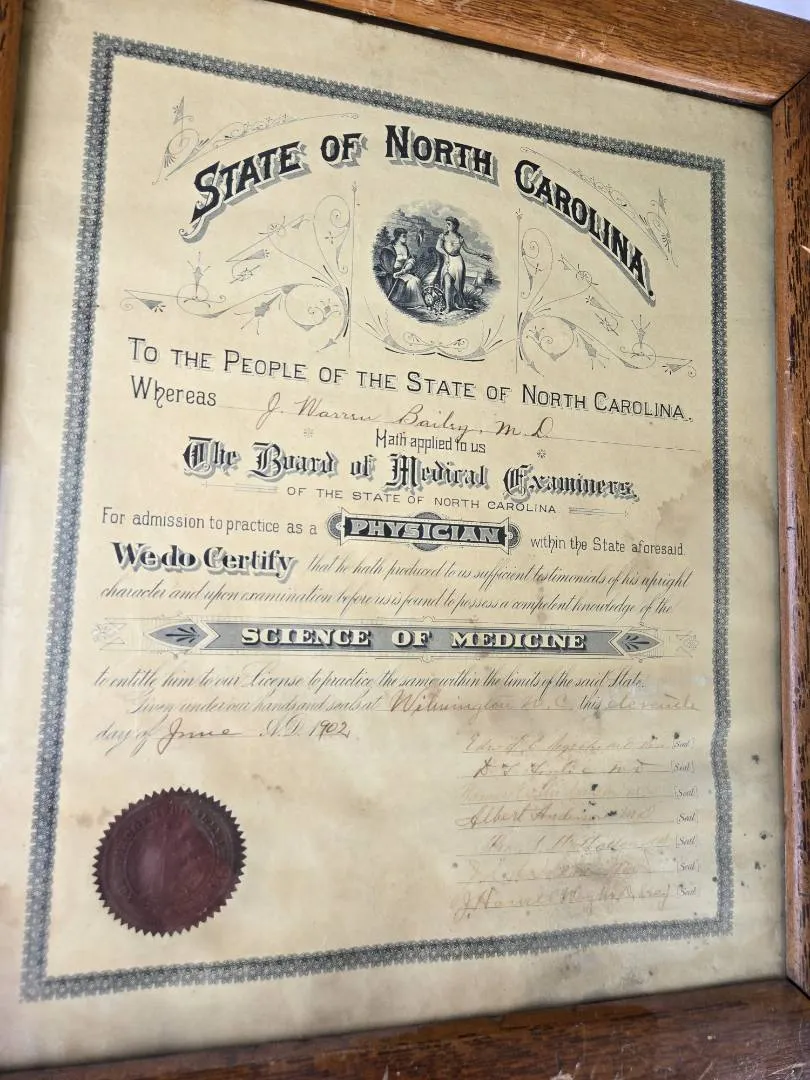 STATE OF NORTH CAROLINA.
TO THE PEOPLE OF THE STATE OF NORTH CAROLINA.
Whereas J. Warren Bailey, M.D.
Hath applied to us
The Board of Medical Examiners,
OF THE STATE OF NORTH CAROLINA
For admission to practice as a PHYSICIAN within the State aforesaid.
We do Certify that he hath produced to us sufficient testimonials of his upright
character and upon examination before us is found to possess a competent knowledge of the
SCIENCE OF MEDICINE
to entitle him to our License to practice the same within the limits of the said State.
Given under our hands and seals at Wilmington N. C. this eleventh
day of June A.D. 1902
[Seal]
[Seal]
[Seal]
Albert Anderson M.D. [Seal]
[Seal]
[Seal]
J. Howell Way Secy [Seal]